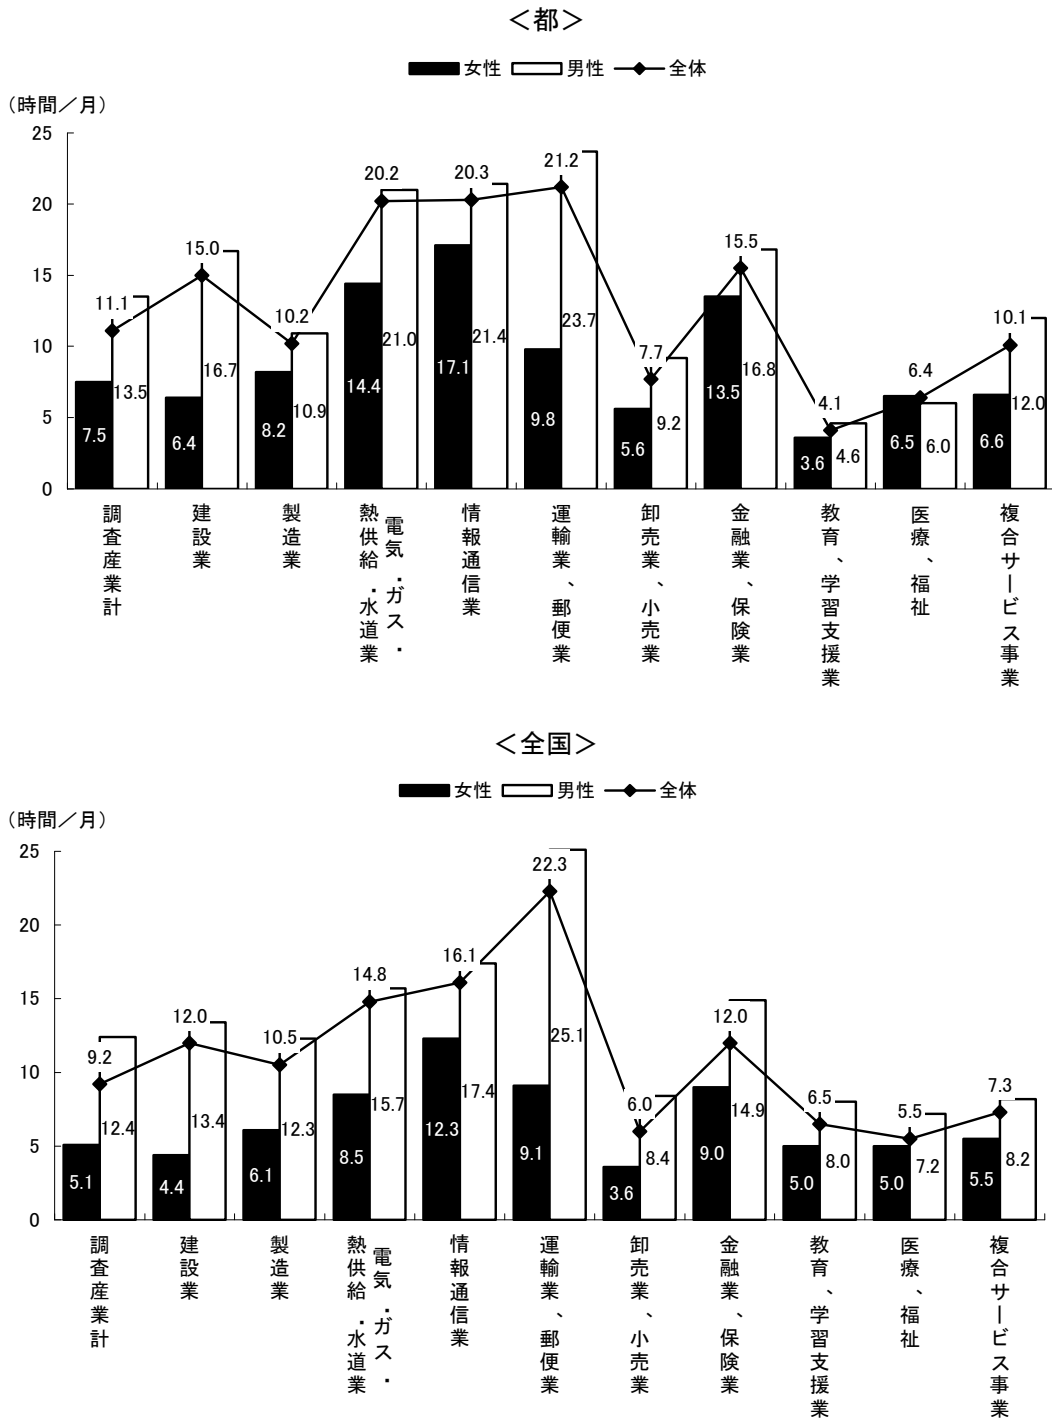 ＜都＞
女性 男性 全体
（時間／月）
25
20
15
10
5
0
11.1
15.0
10.2
20.2
20.3
21.2
7.7
15.5
4.1
6.4
10.1
13.5
16.7
10.9
21.0
21.4
23.7
9.2
16.8
4.6
6.0
12.0
7.5
6.4
8.2
14.4
17.1
9.8
5.6
13.5
3.6
6.5
6.6
調査産業計
建設業
製造業
電気・ガス・
熱供給・水道業
情報通信業
運輸業、郵便業
卸売業、小売業
金融業、保険業
教育、学習支援業
医療、福祉
複合サービス事業
＜全国＞
女性 男性 全体
（時間／月）
25
20
15
10
5
0
9.2
12.0
10.5
14.8
16.1
22.3
6.0
12.0
6.5
5.5
7.3
12.4
13.4
12.3
15.7
17.4
25.1
8.4
14.9
8.0
7.2
8.2
5.1
4.4
6.1
8.5
12.3
9.1
3.6
9.0
5.0
5.0
5.5
調査産業計
建設業
製造業
電気・ガス・
熱供給・水道業
情報通信業
運輸業、郵便業
卸売業、小売業
金融業、保険業
教育、学習支援業
医療、福祉
複合サービス事業